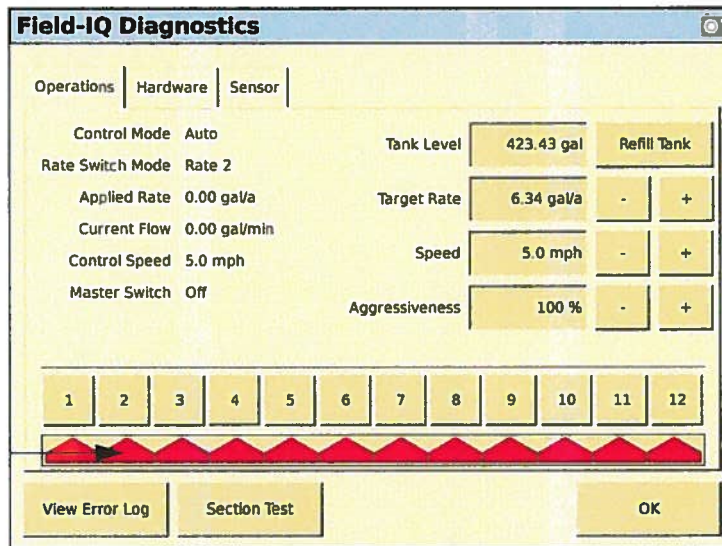 Field-IQ Diagnostics
Operations Hardware Sensor
Control Mode Auto
Rate Switch Mode Rate 2
Applied Rate 0.00 gal/a
Current Flow 0.00 gal/min
Control Speed 5.0 mph
Master Switch Off
Tank Level 423.43 gal Refill Tank
Target Rate 6.34 gal/a - +
Speed 5.0 mph - +
Aggressiveness 100 % - +
1 2 3 4 5 6 7 8 9 10 11 12
View Error Log Section Test OK